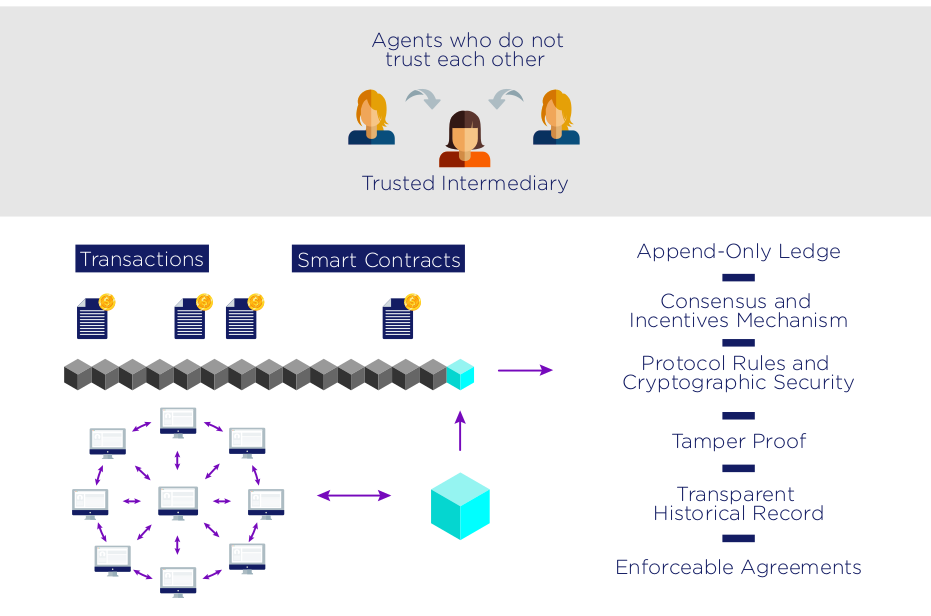 Agents who do not
trust each other
Trusted Intermediary
Transactions
Smart Contracts
Append-Only Ledge
Consensus and
Incentives Mechanism
Protocol Rules and
Cryptographic Security
Tamper Proof
Transparent
Historical Record
Enforceable Agreements